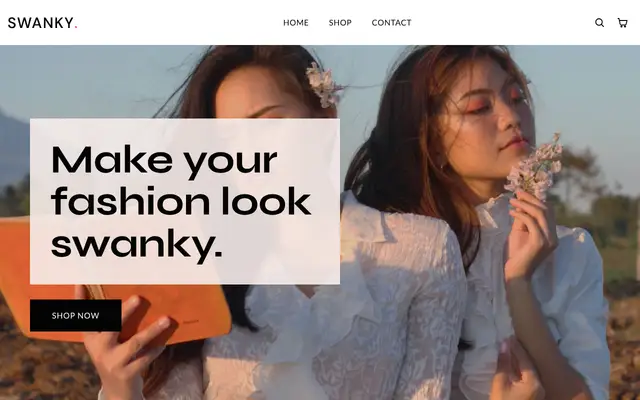 SWANKY.
HOME SHOP CONTACT
Make your
fashion look
swanky.
SHOP NOW